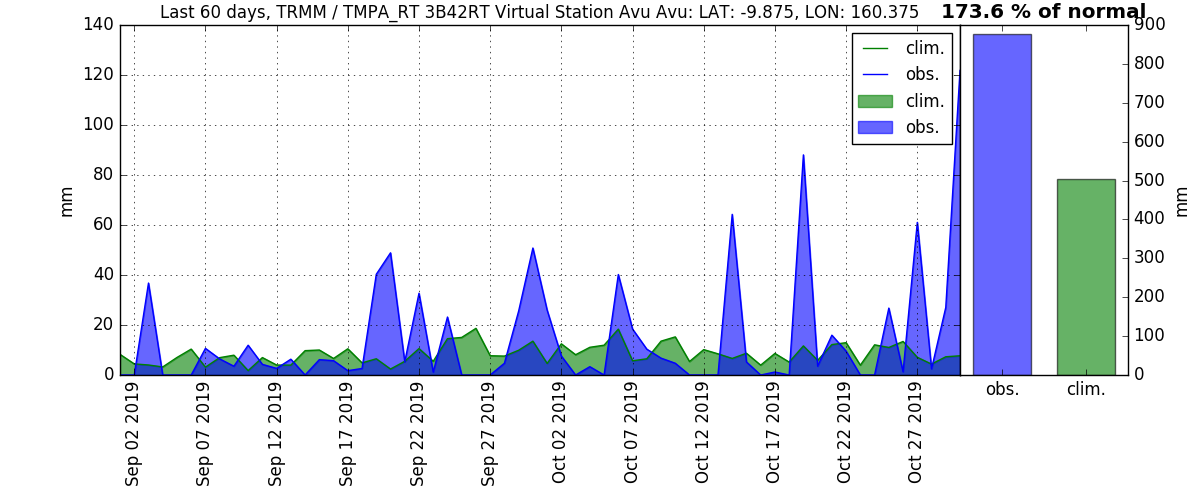 Last 60 days, TRMM / TMPA_RT 3B42RT Virtual Station Avu Avu: LAT: -9.875, LON: 160.375
173.6 % of normal
140
120
100
80
60
40
20
0
mm
clim.
obs.
clim.
obs.
Sep 02 2019
Sep 07 2019
Sep 12 2019
Sep 17 2019
Sep 22 2019
Sep 27 2019
Oct 02 2019
Oct 07 2019
Oct 12 2019
Oct 17 2019
Oct 22 2019
Oct 27 2019
obs.
clim.
900
800
700
600
500
400
300
200
100
0
mm